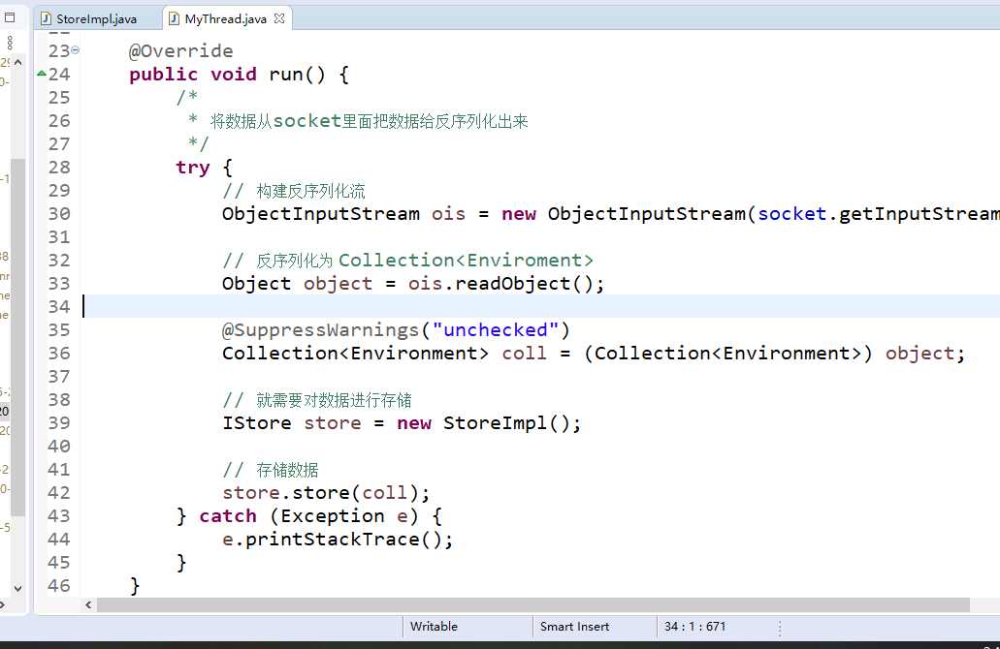 StoreImpl.java
MyThread.java
23 @Override
24 public void run() {
25 /*
26 * 将数据从socket里面把数据给反序列化出来
27 */
28 try {
29 // 构建反序列化流
30 ObjectInputStream ois = new ObjectInputStream(socket.getInputStream
31
32 // 反序列化为 Collection<Enviroment>
33 Object object = ois.readObject();
34
35 @SuppressWarnings("unchecked")
36 Collection<Environment> coll = (Collection<Environment>) object;
37
38 // 就需要对数据进行存储
39 IStore store = new StoreImpl();
40
41 // 存储数据
42 store.store(coll);
43 } catch (Exception e) {
44 e.printStackTrace();
45 }
46 }
Writable
Smart Insert
34 : 1 : 671